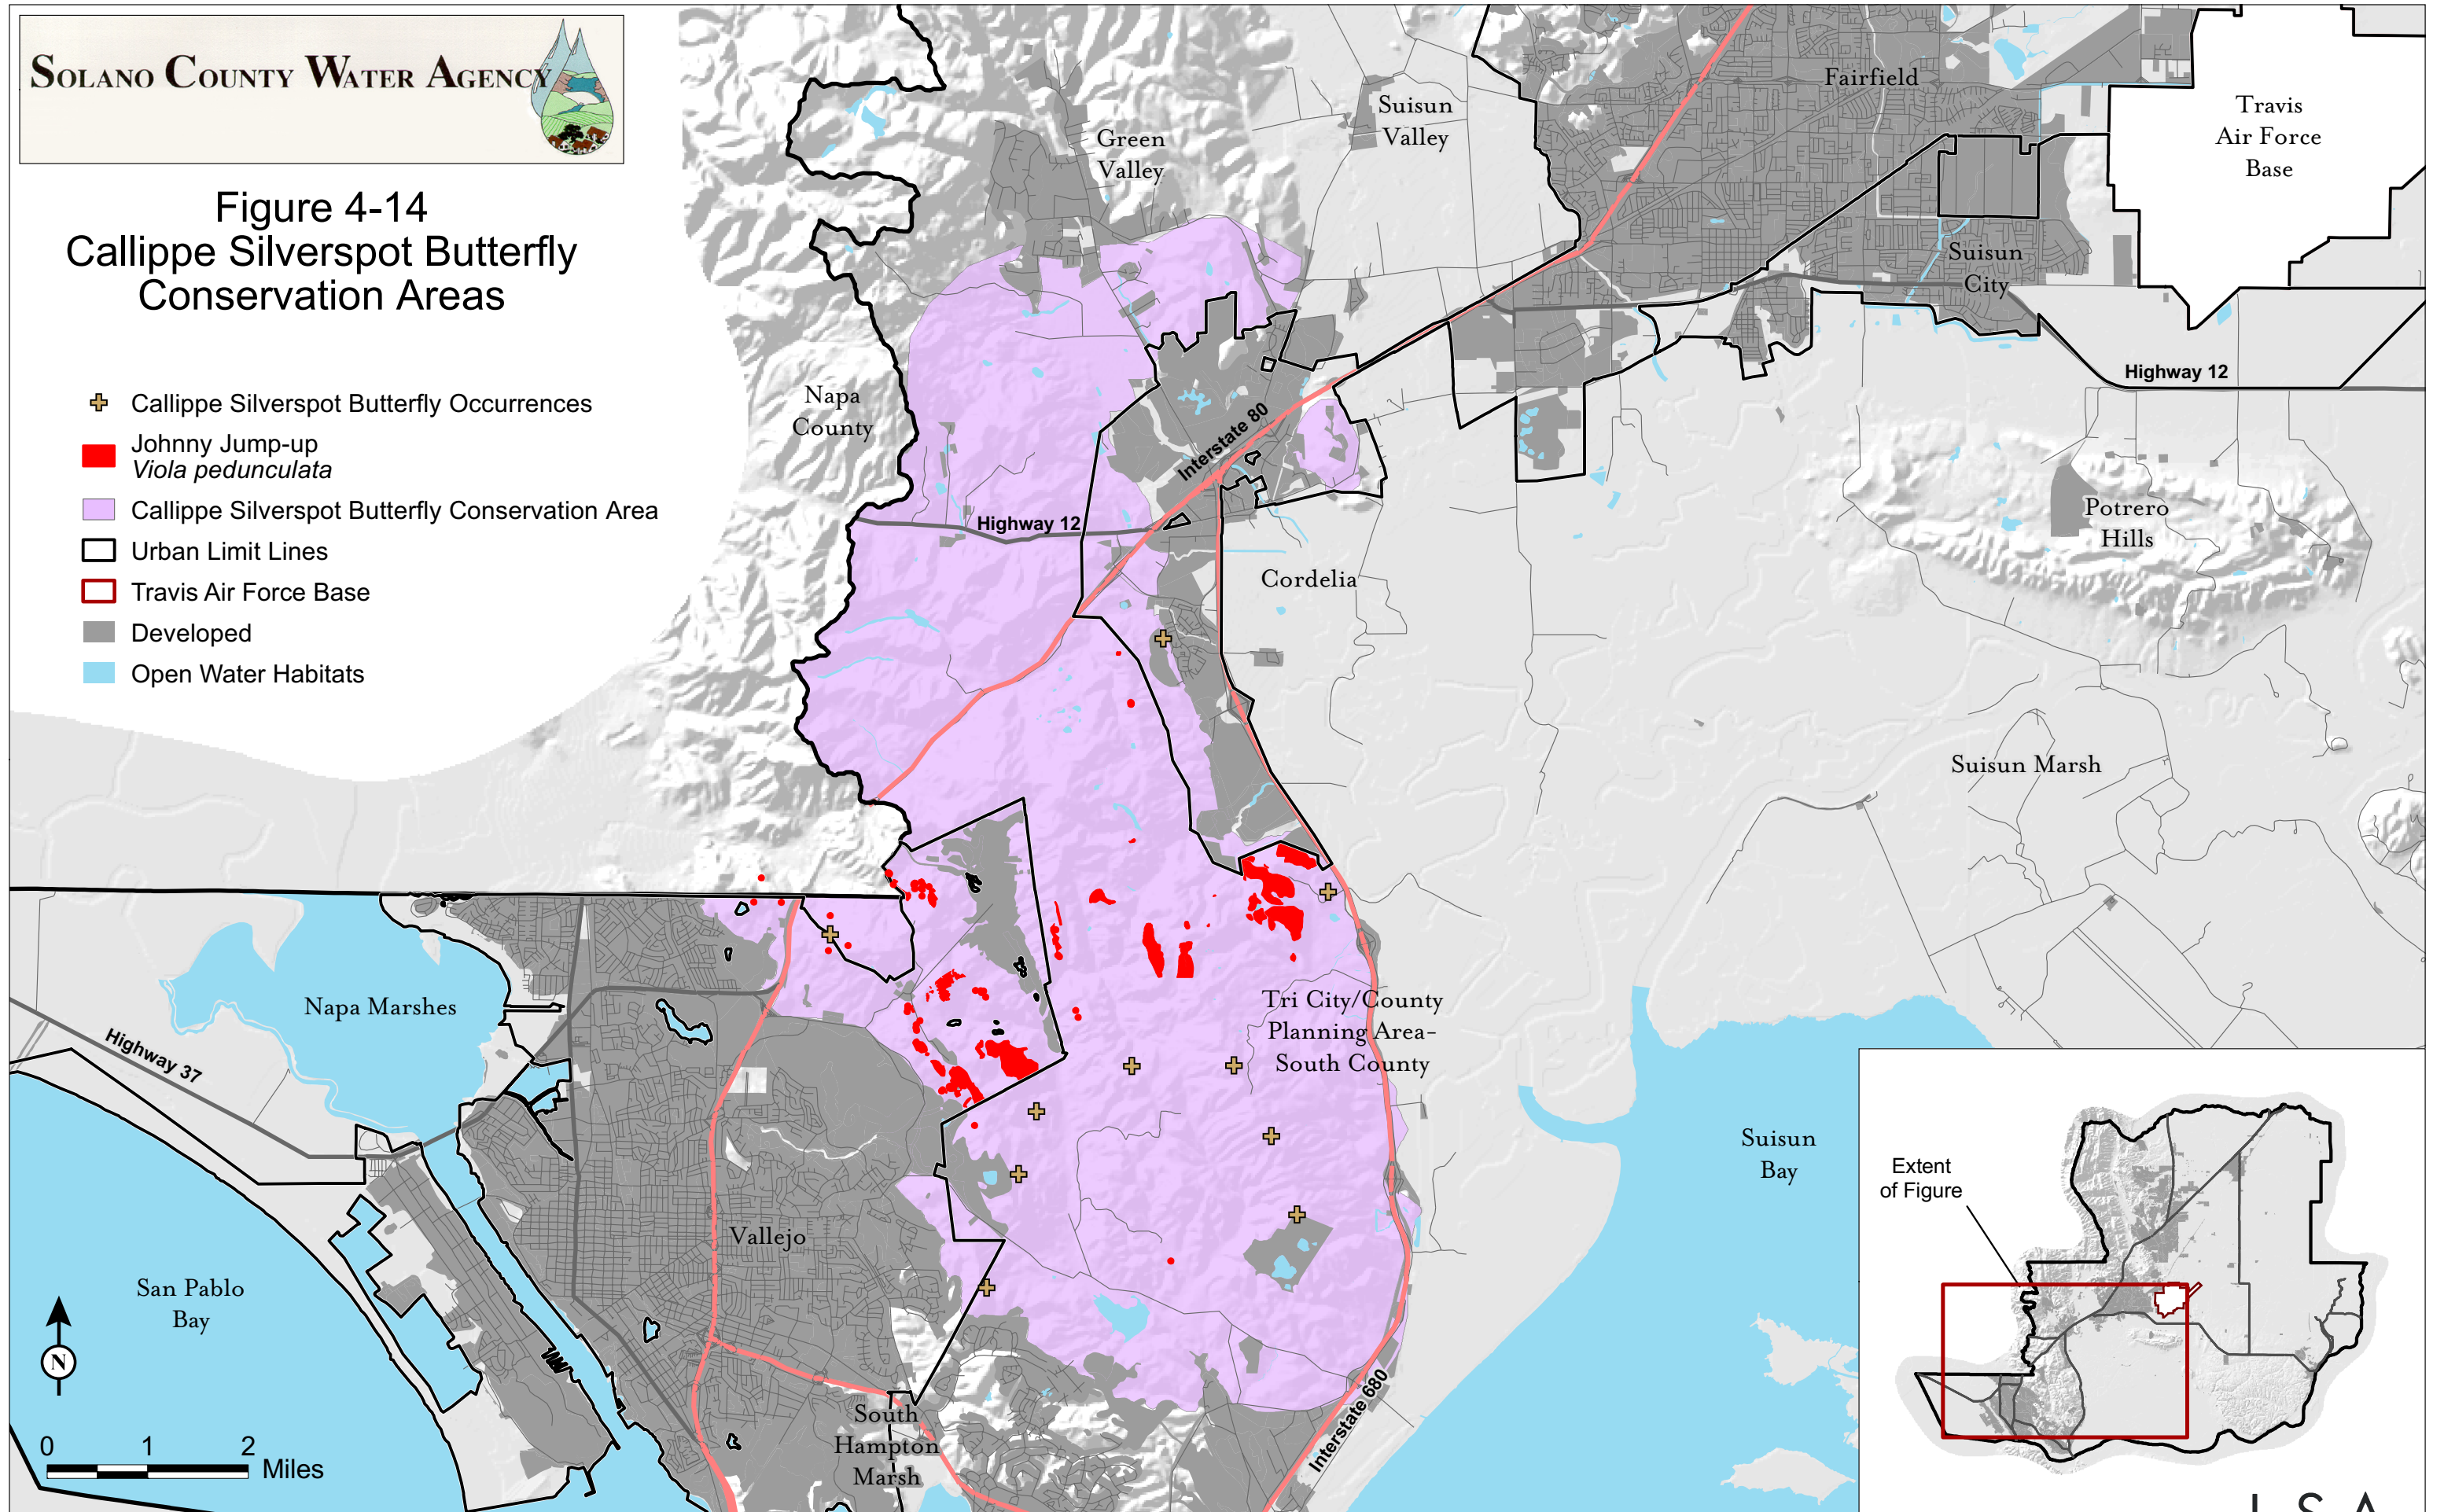 SOLANO COUNTY WATER AGENCY
Figure 4-14
Callippe Silverspot Butterfly
Conservation Areas
Callippe Silverspot Butterfly Occurrences
Johnny Jump-up
Viola pedunculata
Callippe Silverspot Butterfly Conservation Area
Urban Limit Lines
Travis Air Force Base
Developed
Open Water Habitats
Green
Valley
Suisun
Valley
Fairfield
Travis
Air Force
Base
Suisun
City
Highway 12
Napa
County
Interstate 80
Highway 12
Cordelia
Potrero
Hills
Suisun Marsh
Napa Marshes
Highway 37
Tri City/County
Planning Area-
South County
Suisun
Bay
Vallejo
San Pablo
Bay
South
Hampton
Marsh
Interstate 680
Extent
of Figure
N
0 1 2
Miles
LSA